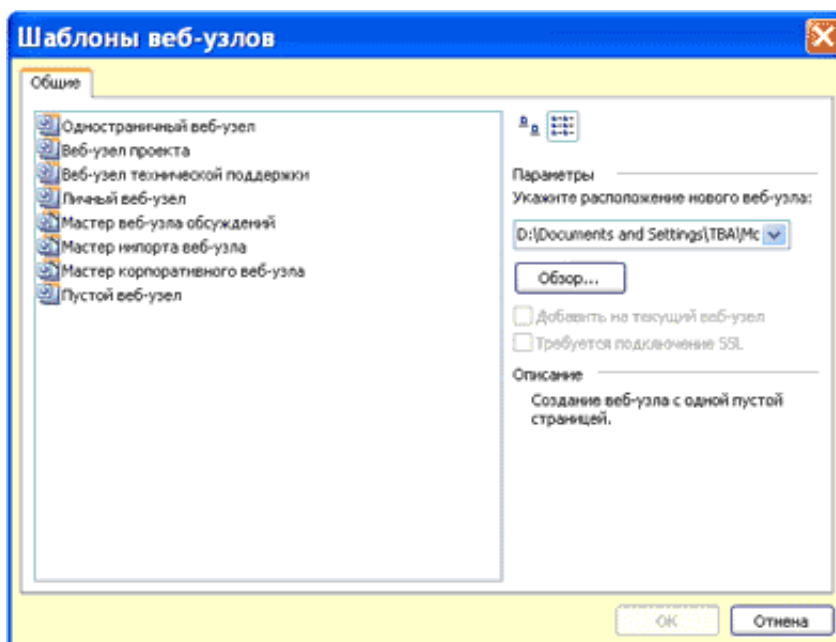 Шаблоны веб-узлов
Общие
Одностраничный веб-узел
Веб-узел проекта
Веб-узел технической поддержки
Личный веб-узел
Мастер веб-узла обсуждений
Мастер импорта веб-узла
Мастер корпоративного веб-узла
Пустой веб-узел
Параметры
Укажите расположение нового веб-узла:
D:\Documents and Settings\TBA\Мс
Обзор...
Добавить на текущий веб-узел
Требуется подключение SSL
Описание
Создание веб-узла с одной пустой
страницей.
ОК
Отмена